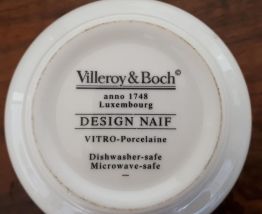 Villeroy & Boch©
anno 1748
Luxembourg
DESIGN NAIF
VITRO-Porcelaine
Dishwasher-safe
Microwave-safe